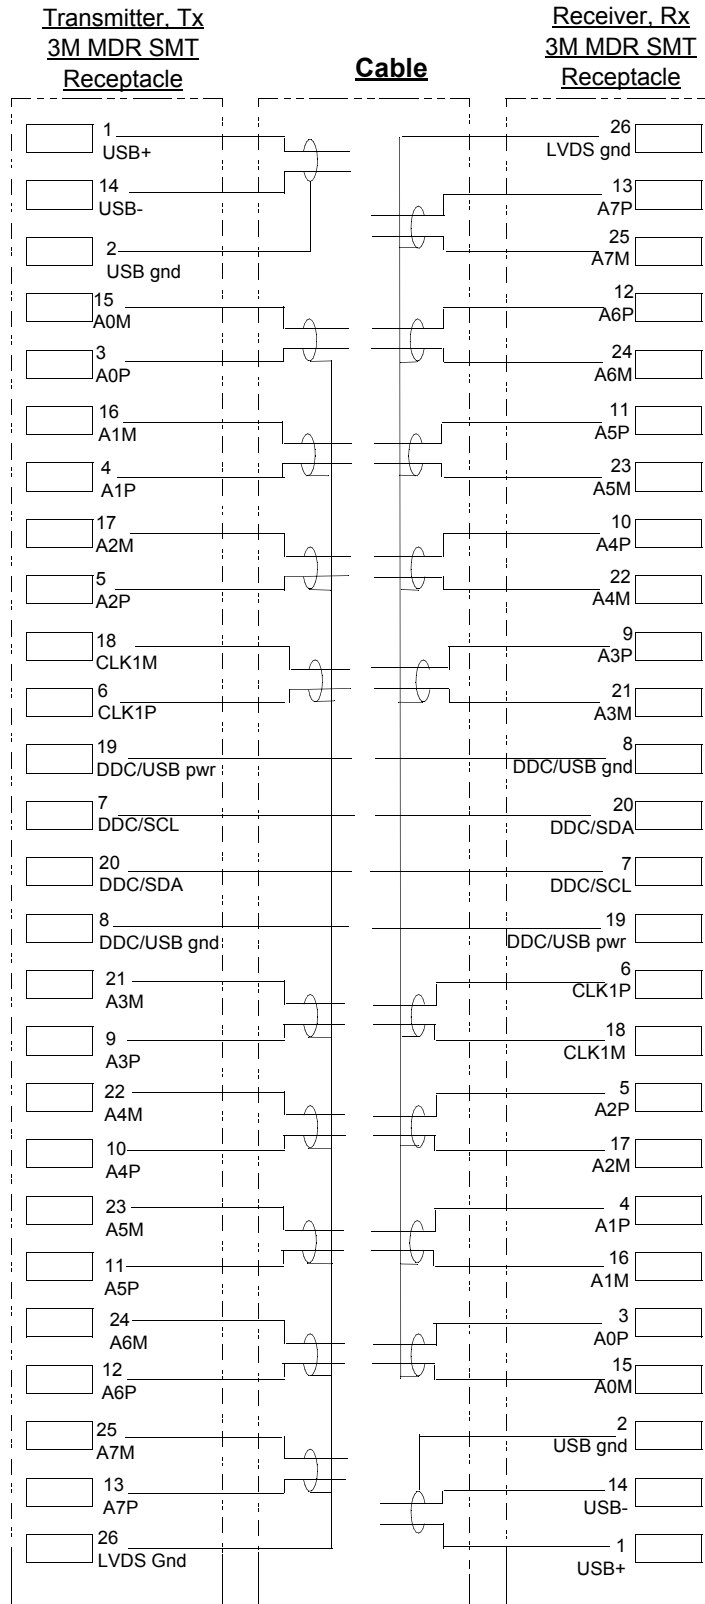 Transmitter, Tx
3M MDR SMT
Receptacle
Cable
Receiver, Rx
3M MDR SMT
Receptacle
1
USB+
14
USB-
2
USB gnd
15
A0M
3
A0P
16
A1M
4
A1P
17
A2M
5
A2P
18
CLK1M
6
CLK1P
19
DDC/USB pwr
7
DDC/SCL
20
DDC/SDA
8
DDC/USB gnd
21
A3M
9
A3P
22
A4M
10
A4P
23
A5M
11
A5P
24
A6M
12
A6P
25
A7M
13
A7P
26
LVDS Gnd
26
LVDS gnd
13
A7P
25
A7M
12
A6P
24
A6M
11
A5P
23
A5M
10
A4P
22
A4M
9
A3P
21
A3M
8
DDC/USB gnd
20
DDC/SDA
7
DDC/SCL
19
DDC/USB pwr
6
CLK1P
18
CLK1M
5
A2P
17
A2M
4
A1P
16
A1M
3
A0P
15
A0M
2
USB gnd
14
USB-
1
USB+